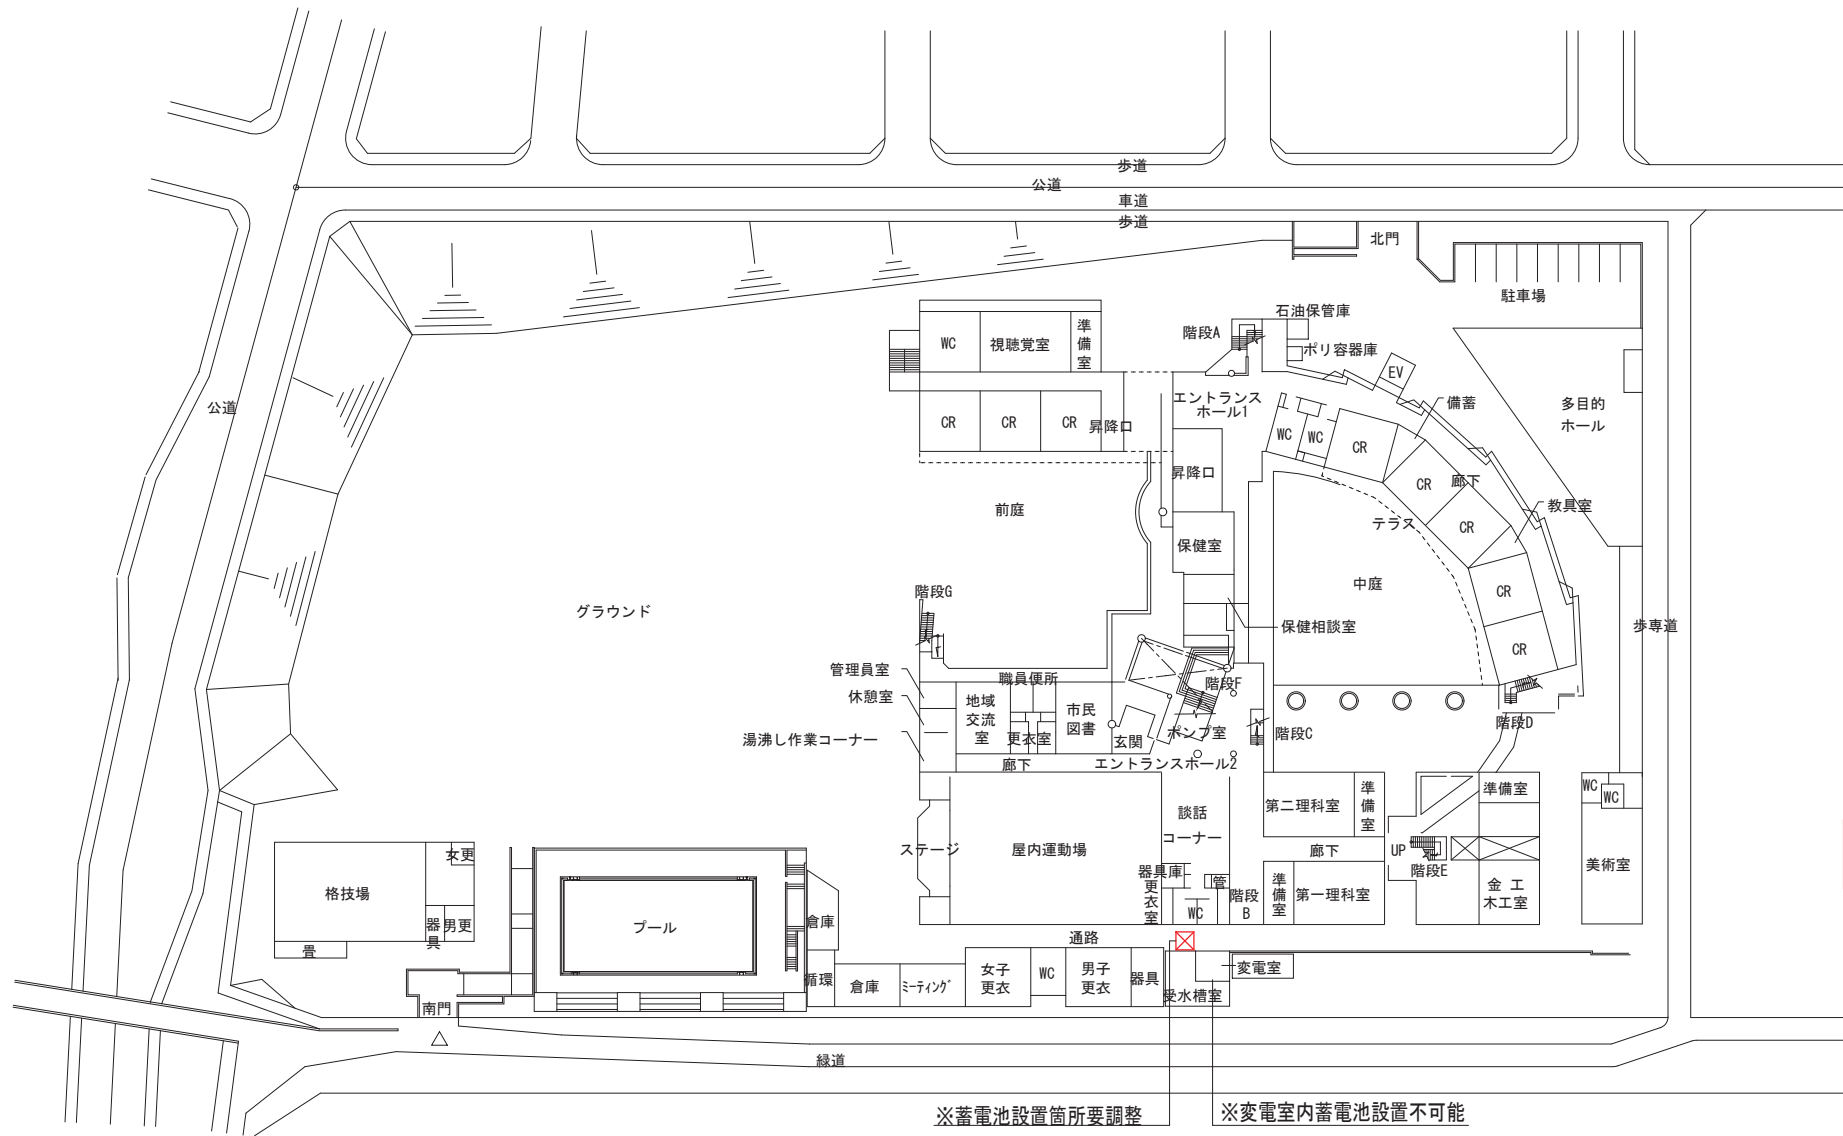 歩道
公道
車道
歩道
北門
駐車場
石油保管庫
階段A
ポリ容器庫
WC
視聴覚室
準
備
室
EV
公道
エントランス
ホール1
備蓄
多目的
ホール
CR
CR
CR
昇降口
WC
WC
CR
昇降口
CR
廊下
前庭
教具室
テラス
CR
保健室
中庭
階段G
CR
グラウンド
保健相談室
歩専道
CR
管理員室
職員便所
階段F
休憩室
地域
交流
室
市民
図書
更衣室
玄関
ポンプ室
階段C
階段D
湯沸し作業コーナー
廊下
エントランスホール2
第二理科室
準
備
室
準備室
WC
WC
談話
コーナー
ステージ
屋内運動場
廊下
UP
階段E
女更
美術室
器具庫
更
衣
室
管
WC
階段
B
準
備
室
第一理科室
金 工
木工室
格技場
器
具
男更
プール
倉庫
畳
通路
循環
倉庫
ﾐｰﾃｨﾝｸﾞ
女子
更衣
WC
男子
更衣
器具
変電室
受水槽室
南門
緑道
※蓄電池設置箇所要調整
※変電室内蓄電池設置不可能